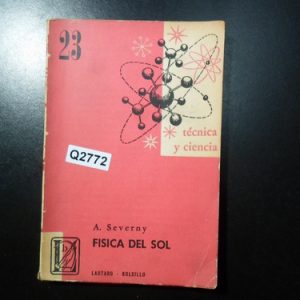 23
técnica
y ciencia
Q2772
A. Severny
FISICA DEL SOL
LAUTARO - BOLSILLO